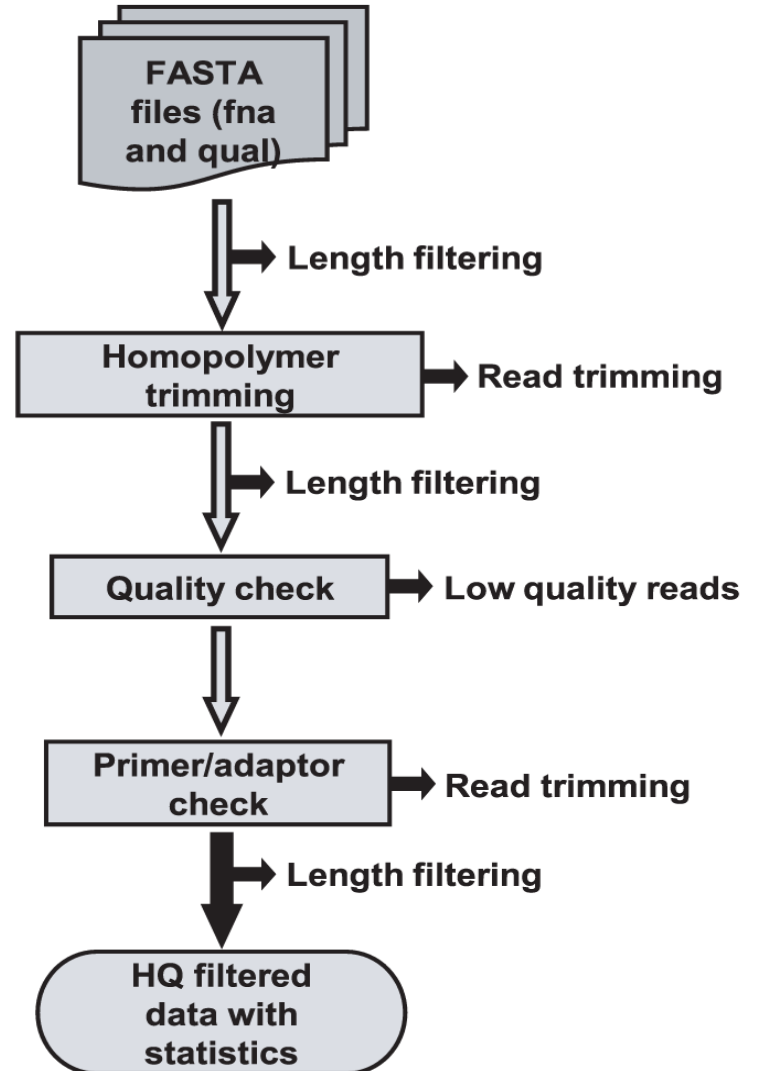 FASTA
files (fna
and qual)
Length filtering
Homopolymer
trimming
Read trimming
Length filtering
Quality check
Low quality reads
Primer/adaptor
check
Read trimming
Length filtering
HQ filtered
data with
statistics